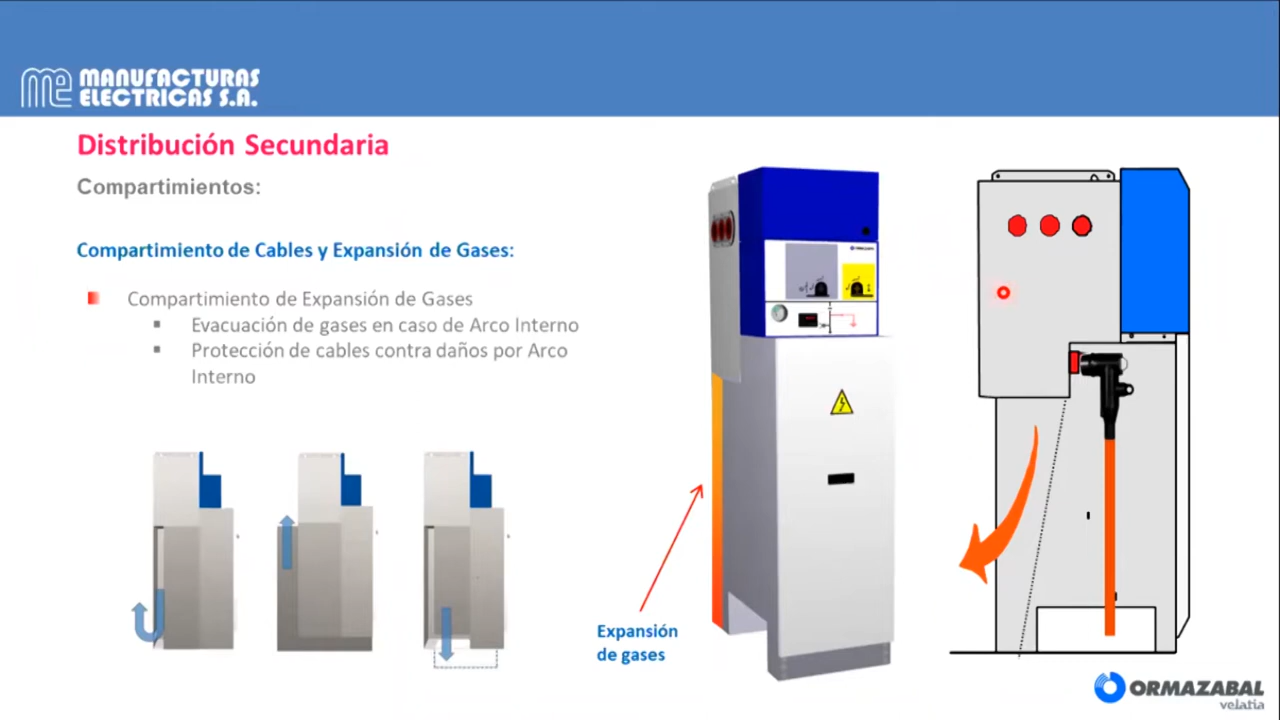 MANUFACTURAS
ELECTRICAS S.A.
Distribución Secundaria
Compartimientos:
Compartimiento de Cables y Expansión de Gases:
Compartimiento de Expansión de Gases
Evacuación de gases en caso de Arco Interno
Protección de cables contra daños por Arco
Interno
Expansión
de gases
ORMAZABAL
velatia